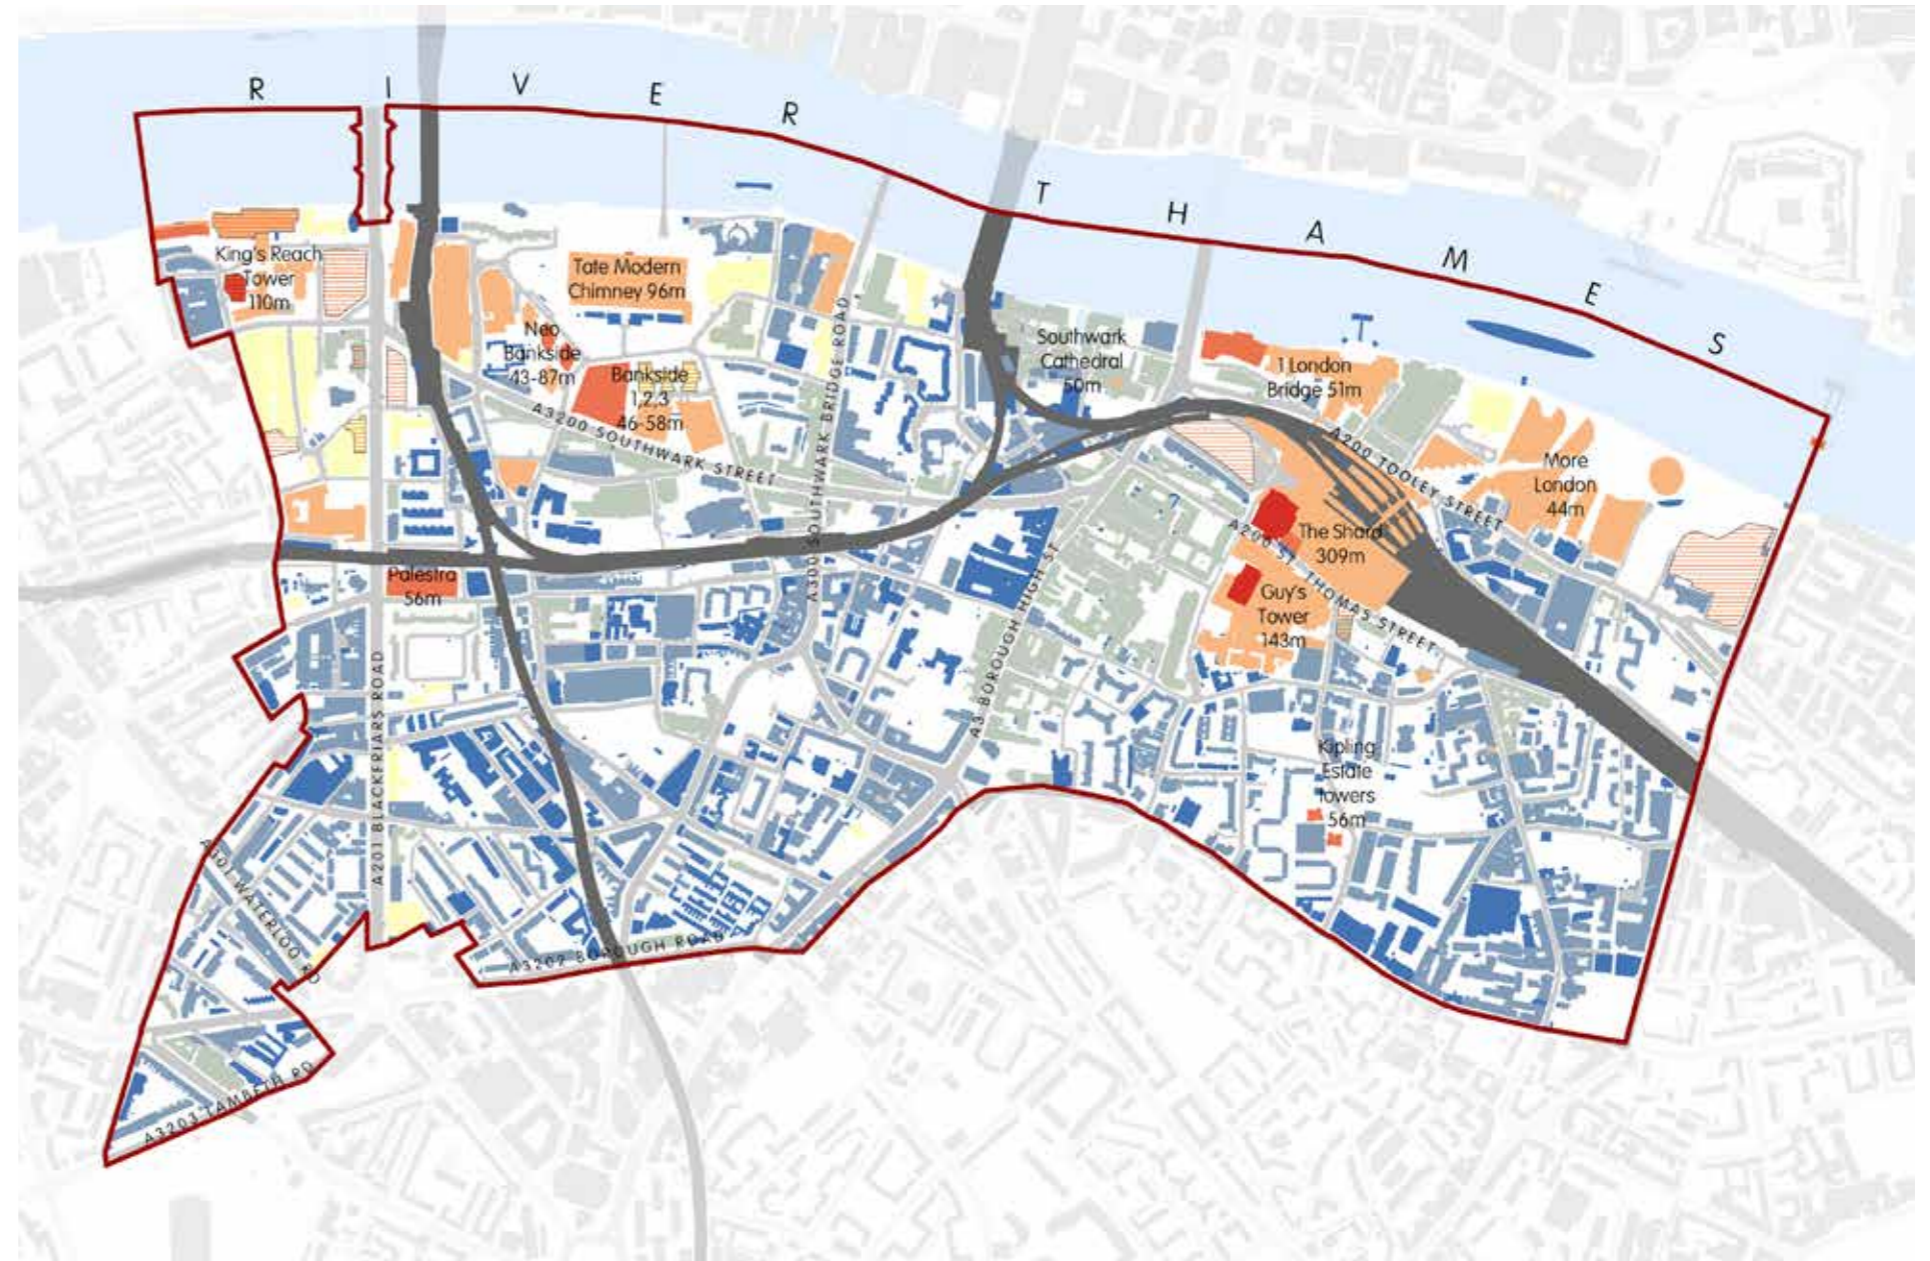 R I V E R T H A M E S
King's Reach
Tower
110m
Tate Modern
Chimney 96m
Neo
Bankside
43-87m
Bankside
1,2,3
46-58m
Southwark
Cathedral
50m
1 London
Bridge 51m
More
London
44m
The Shard
309m
Guy's
Tower
143m
Palestra
56m
Kipling
Estate
Towers
56m
A3200 SOUTHWARK STREET
A300 SOUTHWARK BRIDGE ROAD
A200 TOOLEY STREET
A200 ST. THOMAS STREET
A3 BOROUGH HIGH ST
A201 BLACKFRIARS ROAD
A301 WATERLOO RD
A3202 BOROUGH ROAD
A3203 LAMBETH RD